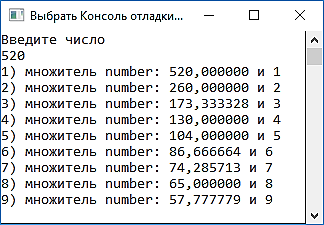 Выбрать Консоль отладки...
Введите число
520
1) множитель number: 520,000000 и 1
2) множитель number: 260,000000 и 2
3) множитель number: 173,333328 и 3
4) множитель number: 130,000000 и 4
5) множитель number: 104,000000 и 5
6) множитель number: 86,666664 и 6
7) множитель number: 74,285713 и 7
8) множитель number: 65,000000 и 8
9) множитель number: 57,777779 и 9